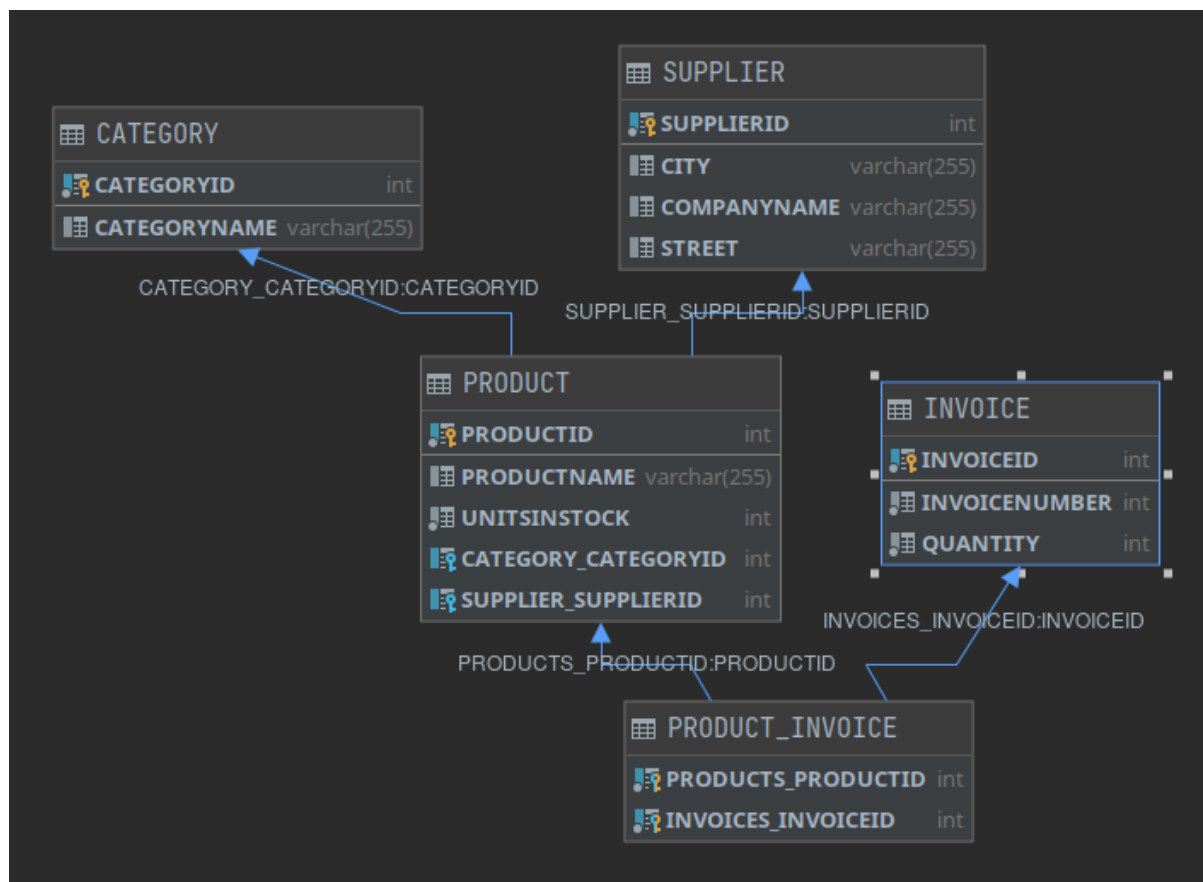 SUPPLIER
SUPPLIERID int
CITY varchar(255)
COMPANYNAME varchar(255)
STREET varchar(255)
CATEGORY
CATEGORYID int
CATEGORYNAME varchar(255)
CATEGORY_CATEGORYID:CATEGORYID
SUPPLIER_SUPPLIERID:SUPPLIERID
PRODUCT
PRODUCTID int
PRODUCTNAME varchar(255)
UNITSINSTOCK int
CATEGORY_CATEGORYID int
SUPPLIER_SUPPLIERID int
INVOICE
INVOICEID int
INVOICENUMBER int
QUANTITY int
INVOICES_INVOICEID:INVOICEID
PRODUCTS_PRODUCTID:PRODUCTID
PRODUCT_INVOICE
PRODUCTS_PRODUCTID int
INVOICES_INVOICEID int